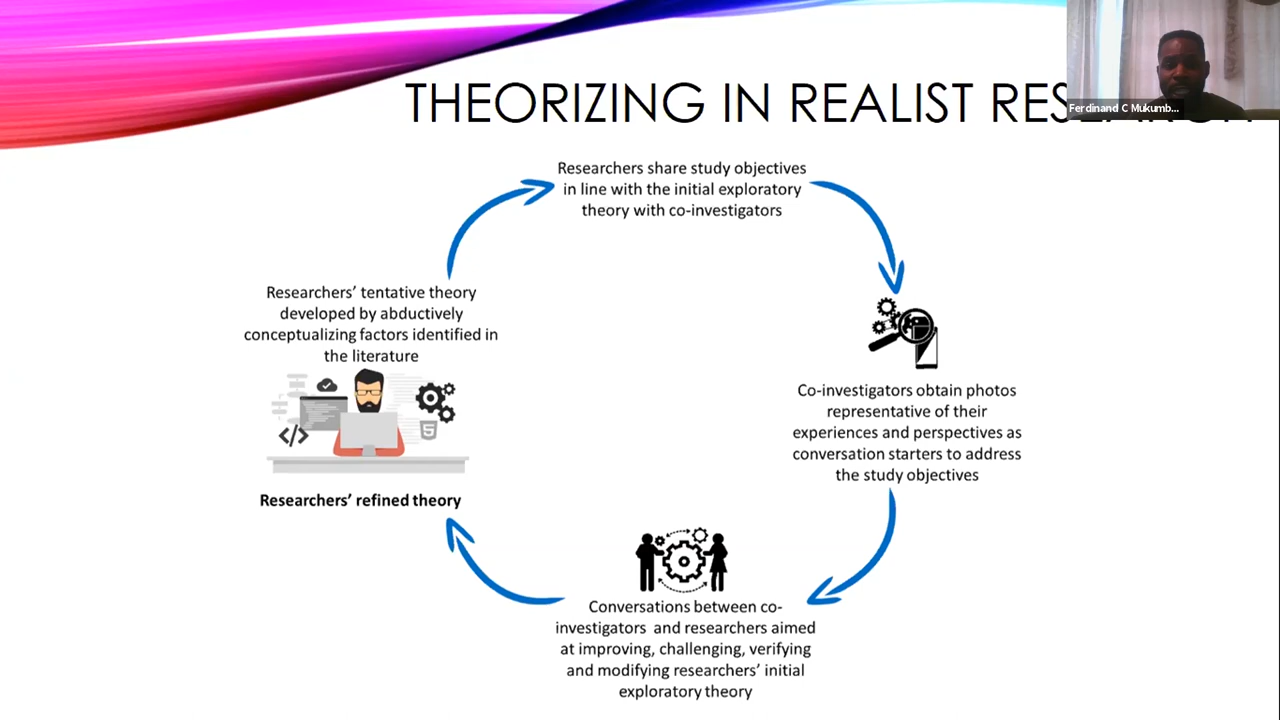 THEORIZING IN REALIST RESEARCH
Ferdinand C Mukumb...
Researchers share study objectives
in line with the initial exploratory
theory with co-investigators
Researchers’ tentative theory
developed by abductively
conceptualizing factors identified in
the literature
</>
5
Researchers’ refined theory
Co-investigators obtain photos
representative of their
experiences and perspectives as
conversation starters to address
the study objectives
Conversations between co-
investigators and researchers aimed
at improving, challenging, verifying
and modifying researchers’ initial
exploratory theory